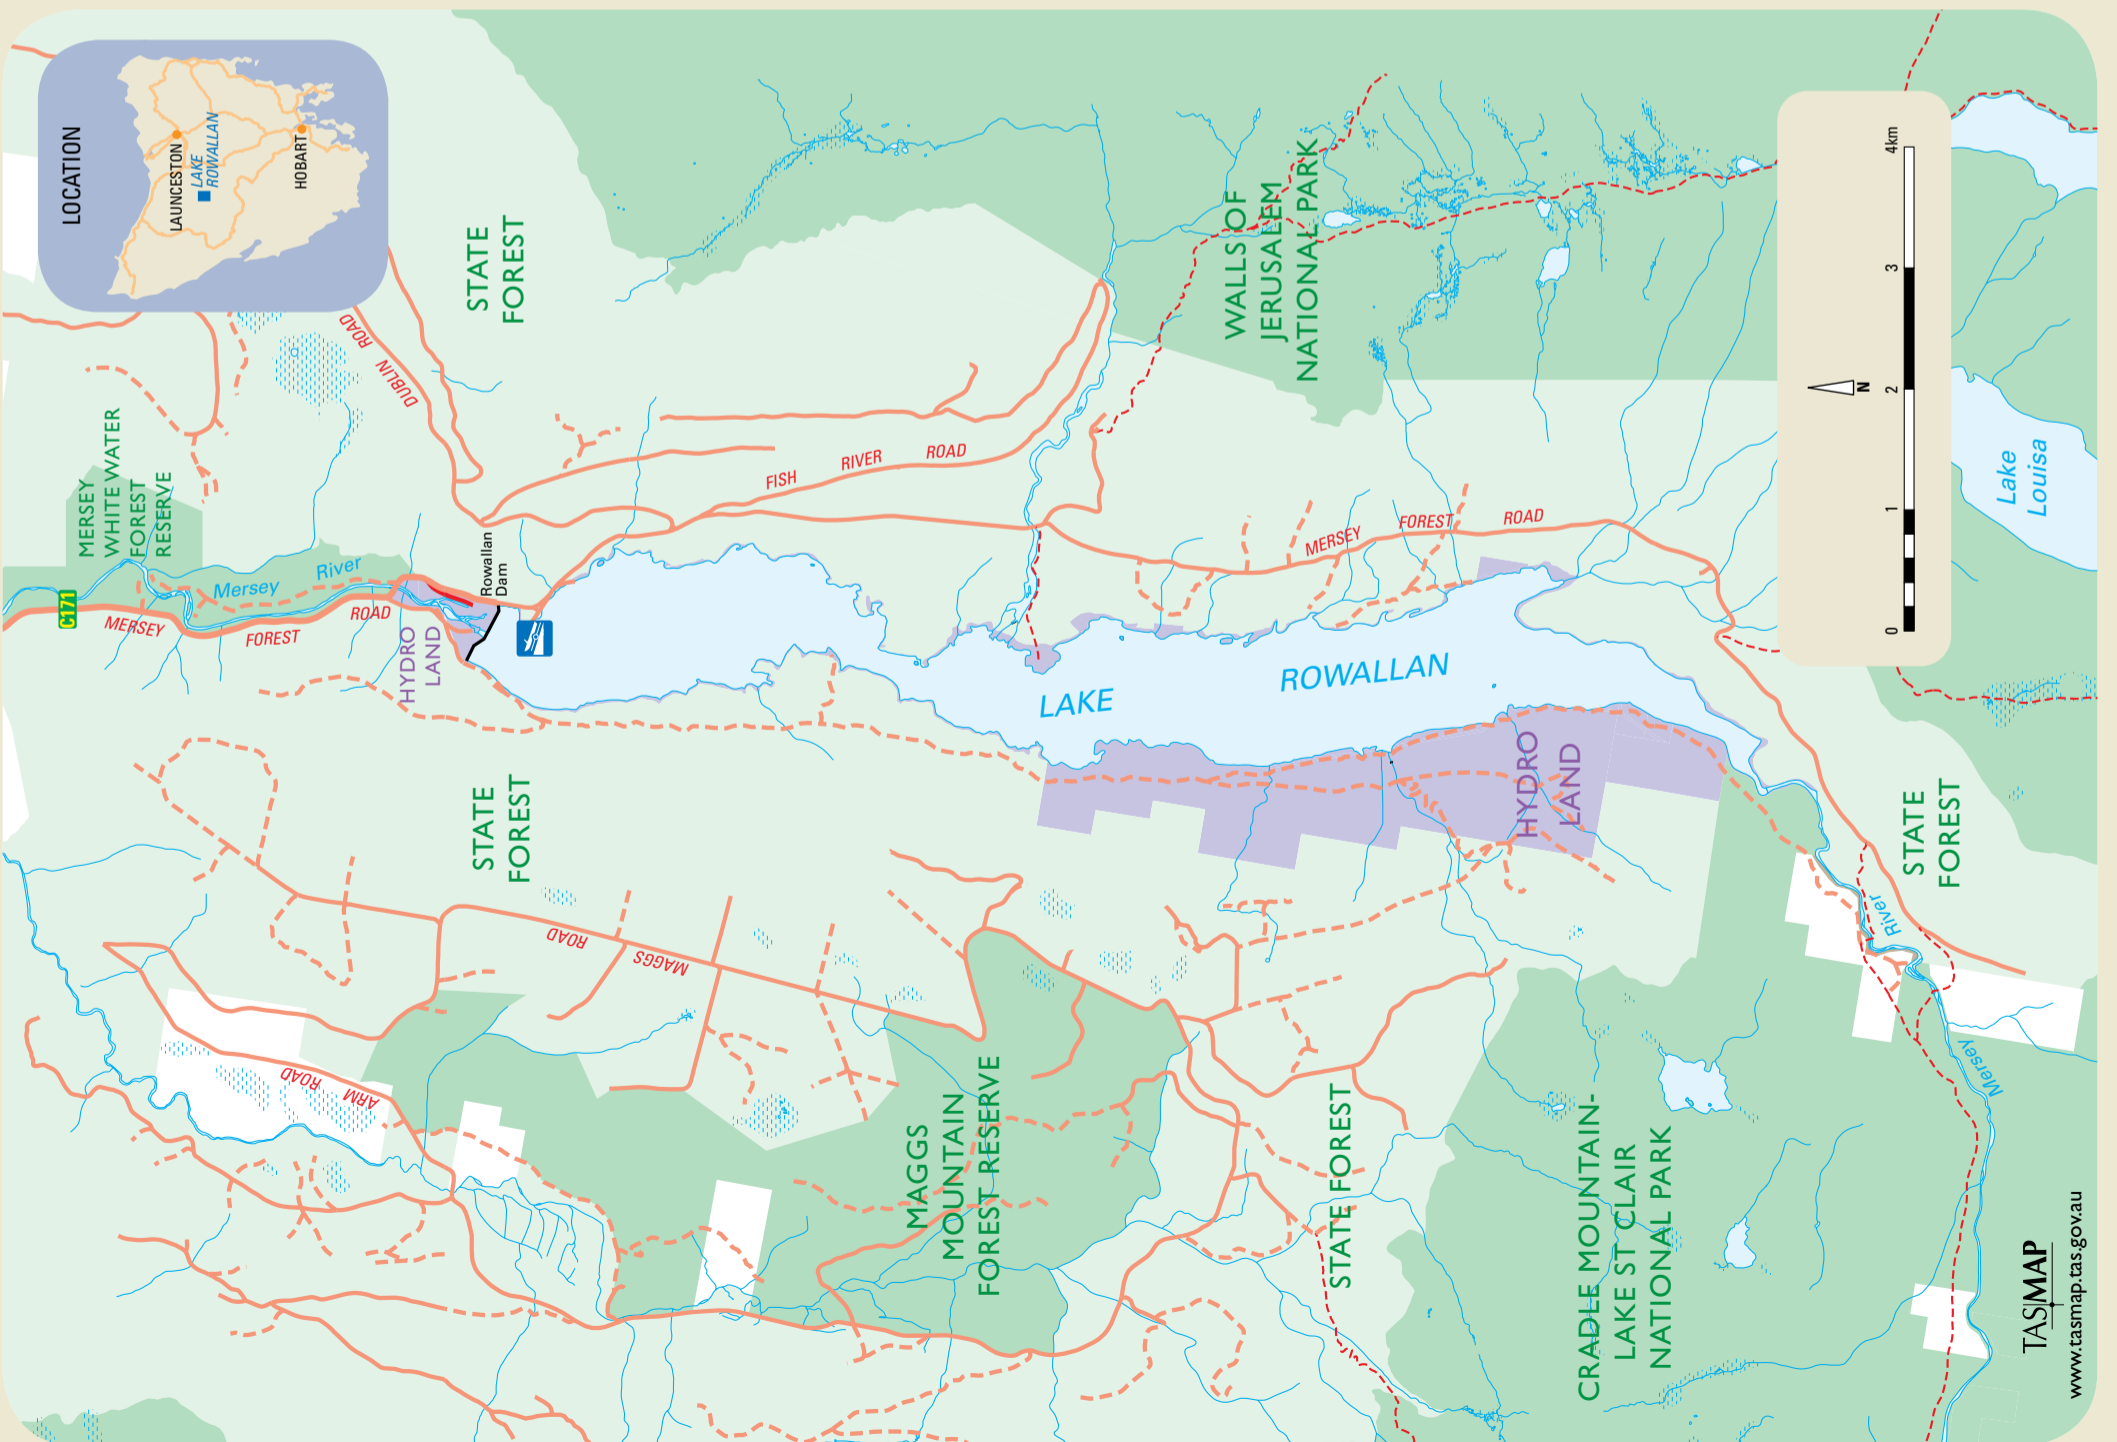 LOCATION
LAUNCESTON
LAKE
ROWALLAN
HOBART
MERSEY
WHITE WATER
FOREST
RESERVE
C171
MERSEY
FOREST
ROAD
Mersey
River
HYDRO
LAND
Rowallan
Dam
DUBLIN
ROAD
STATE
FOREST
FISH
RIVER
ROAD
WALLS OF
JERUSALEM
NATIONAL PARK
MERSEY
FOREST
ROAD
LAKE
ROWALLAN
HYDRO
LAND
STATE
FOREST
MAGGS
ROAD
ARM
ROAD
MAGGS
MOUNTAIN
FOREST RESERVE
STATE FOREST
CRADLE MOUNTAIN-
LAKE ST CLAIR
NATIONAL PARK
STATE
FOREST
River
Mersey
Lake
Louisa
N
0
1
2
3
4km
TASMAP
www.tasmap.tas.gov.au